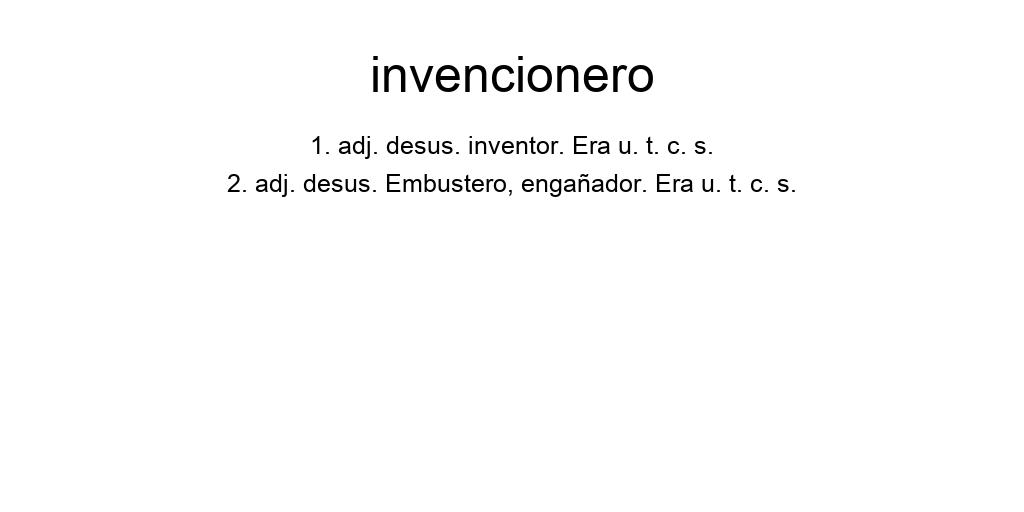 invencionero
1. adj. desus. inventor. Era u. t. c. s.
2. adj. desus. Embustero, engañador. Era u. t. c. s.